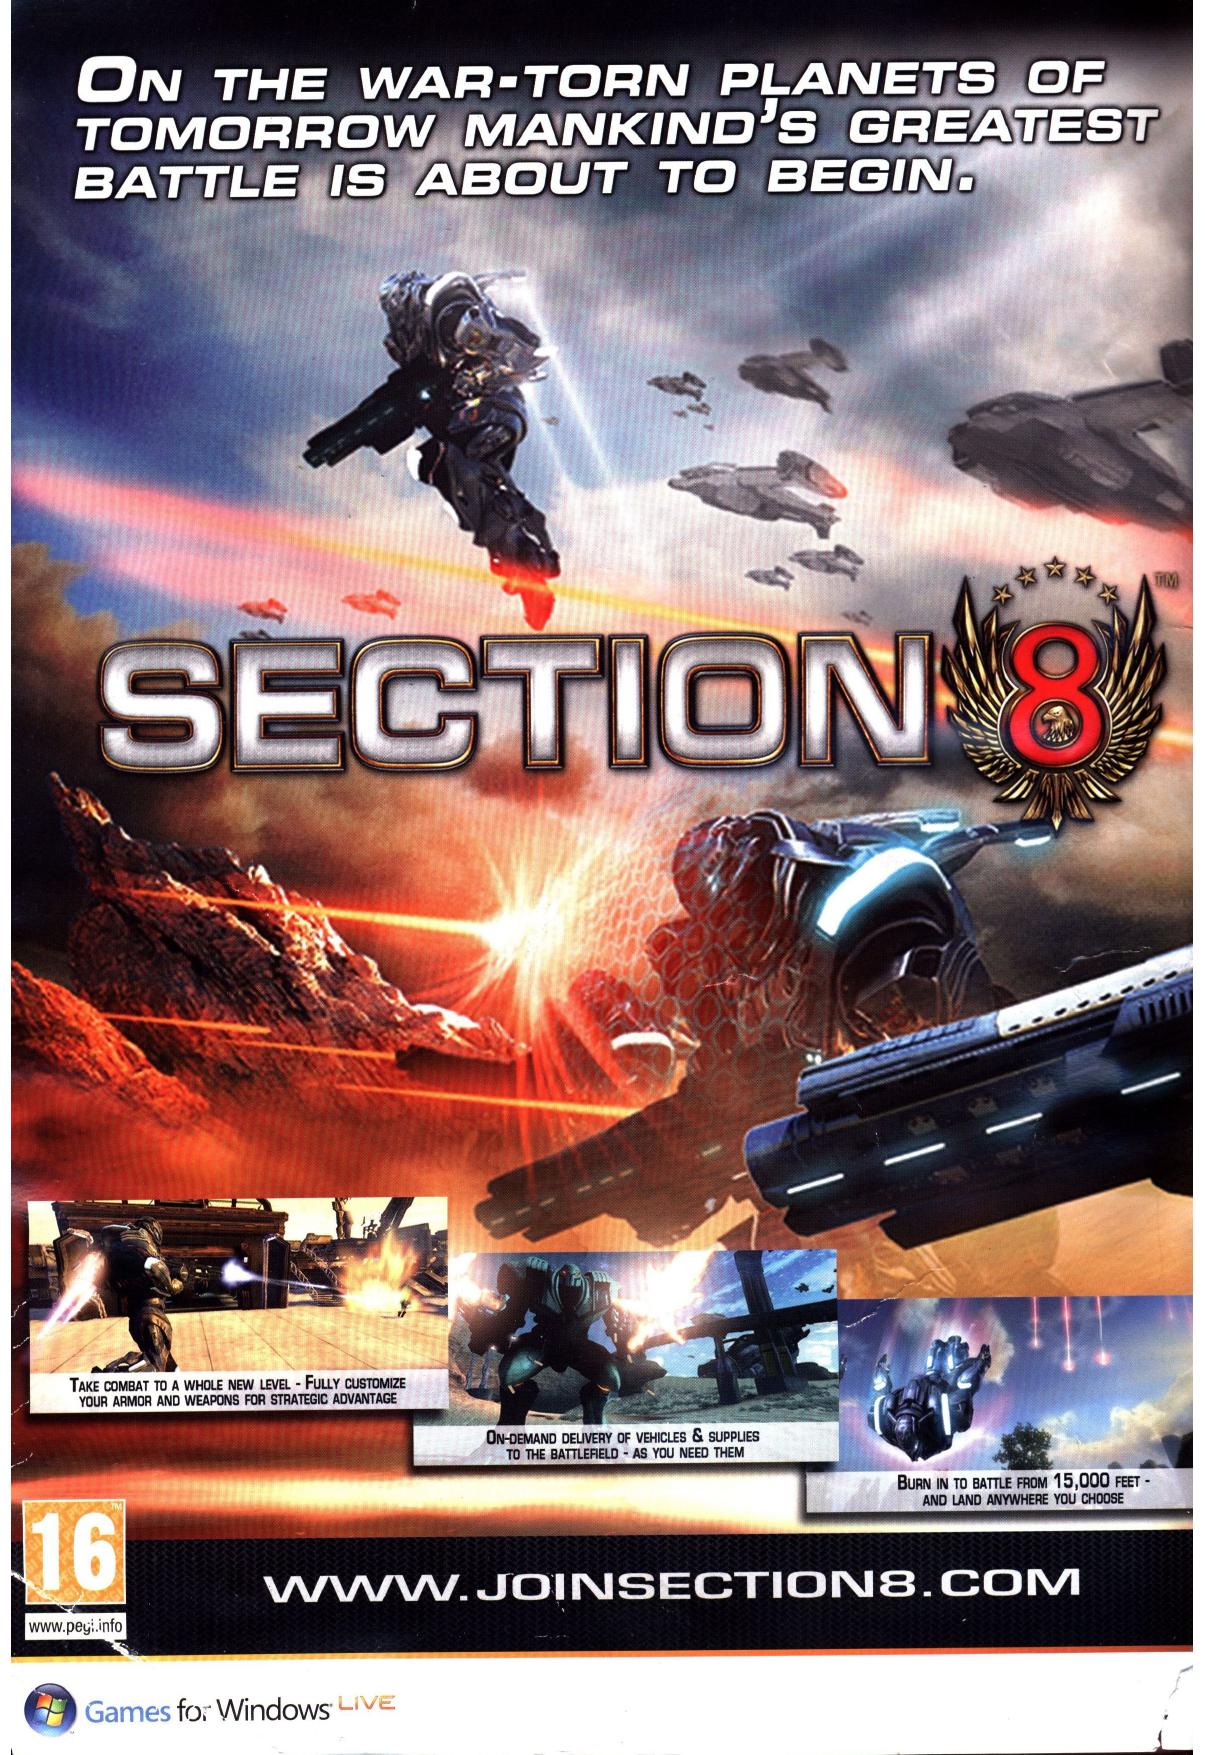 ON THE WAR-TORN PLANETS OF
TOMORROW MANKIND'S GREATEST
BATTLE IS ABOUT TO BEGIN.
TM
SECTION 8
TAKE COMBAT TO A WHOLE NEW LEVEL - FULLY CUSTOMIZE
YOUR ARMOR AND WEAPONS FOR STRATEGIC ADVANTAGE
ON-DEMAND DELIVERY OF VEHICLES & SUPPLIES
TO THE BATTLEFIELD - AS YOU NEED THEM
BURN IN TO BATTLE FROM 15,000 FEET -
AND LAND ANYWHERE YOU CHOOSE
16 TM
www.pegi.info
WWW.JOINSECTION8.COM
Games for Windows LIVE